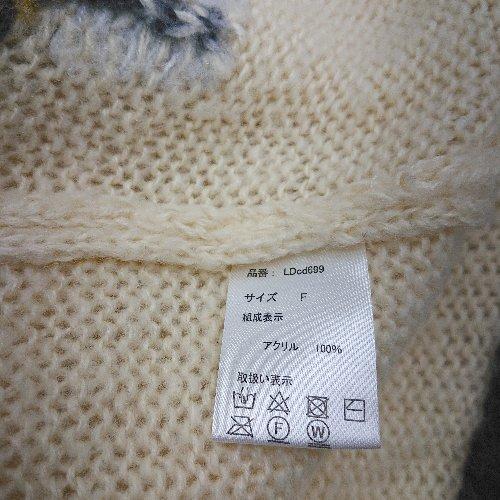 品番： LDcd699
サイズ F
組成表示
アクリル 100%
取扱い表示
F W